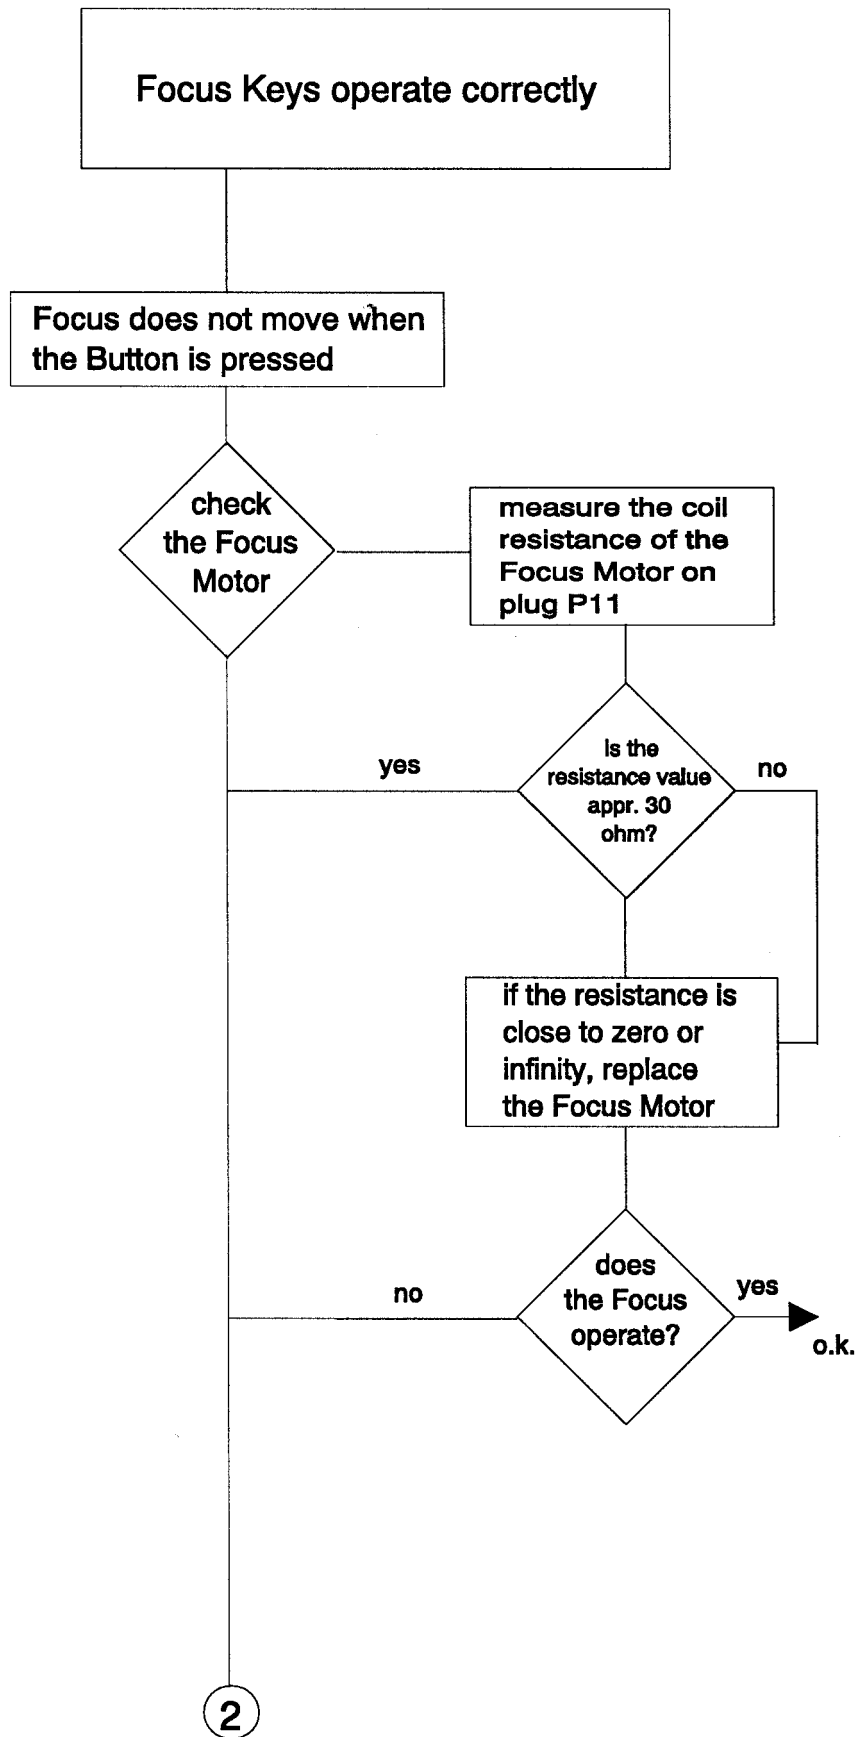 Focus Keys operate correctly
Focus does not move when
the Button is pressed
check
the Focus
Motor
measure the coil
resistance of the
Focus Motor on
plug P11
Is the
resistance value
appr. 30
ohm?
yes
no
if the resistance is
close to zero or
infinity, replace
the Focus Motor
does
the Focus
operate?
no
yes
o.k.
2